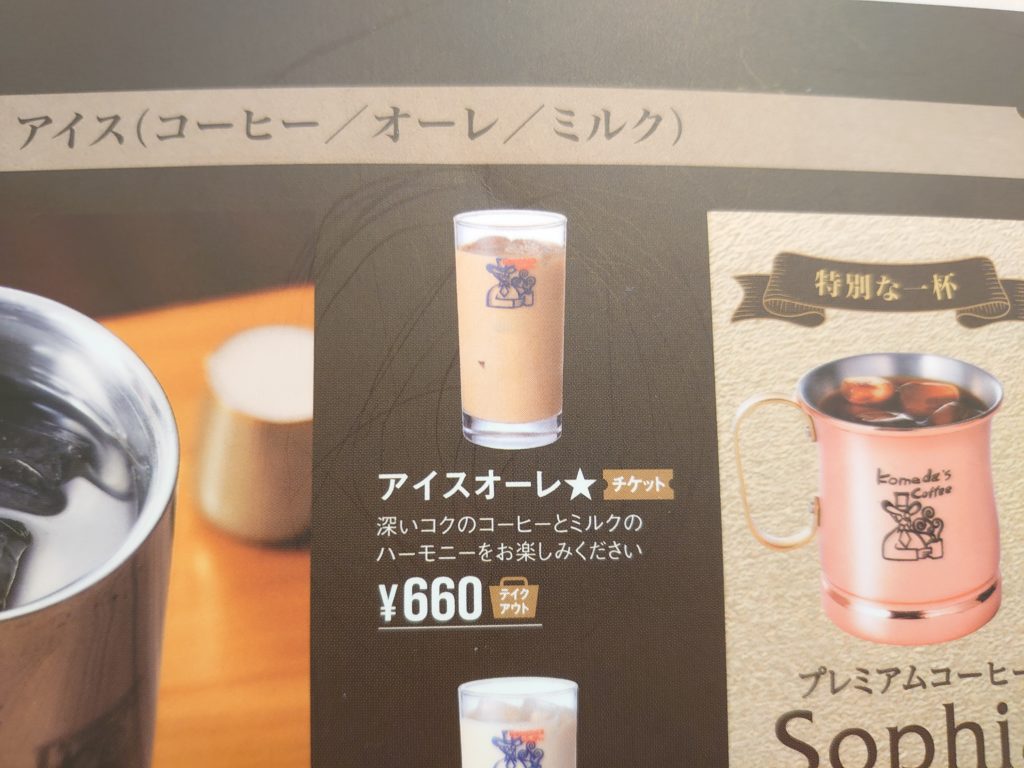 アイス(コーヒー／オーレ／ミルク)
アイスオーレ★ チケット
深いコクのコーヒーとミルクの
ハーモニーをお楽しみください
¥660 テイク
アウト
特別な一杯
Komeda's
Coffee
プレミアムコーヒー
Sophi